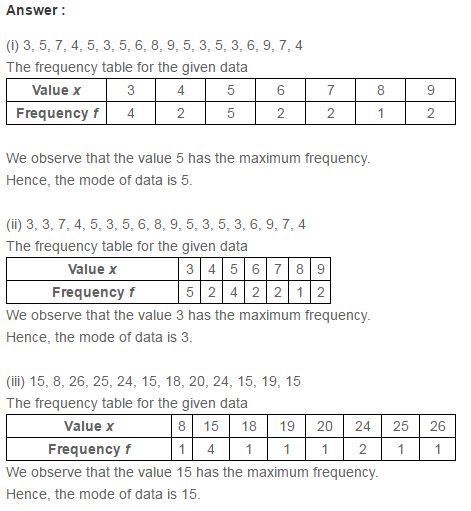 Answer :
(i) 3, 5, 7, 4, 5, 3, 5, 6, 8, 9, 5, 3, 5, 3, 6, 9, 7, 4
The frequency table for the given data
Value x 3 4 5 6 7 8 9
Frequency f 4 2 5 2 2 1 2
We observe that the value 5 has the maximum frequency.
Hence, the mode of data is 5.
(ii) 3, 3, 7, 4, 5, 3, 5, 6, 8, 9, 5, 3, 5, 3, 6, 9, 7, 4
The frequency table for the given data
Value x 3 4 5 6 7 8 9
Frequency f 5 2 4 2 2 1 2
We observe that the value 3 has the maximum frequency.
Hence, the mode of data is 3.
(iii) 15, 8, 26, 25, 24, 15, 18, 20, 24, 15, 19, 15
The frequency table for the given data
Value x 8 15 18 19 20 24 25 26
Frequency f 1 4 1 1 1 2 1 1
We observe that the value 15 has the maximum frequency.
Hence, the mode of data is 15.